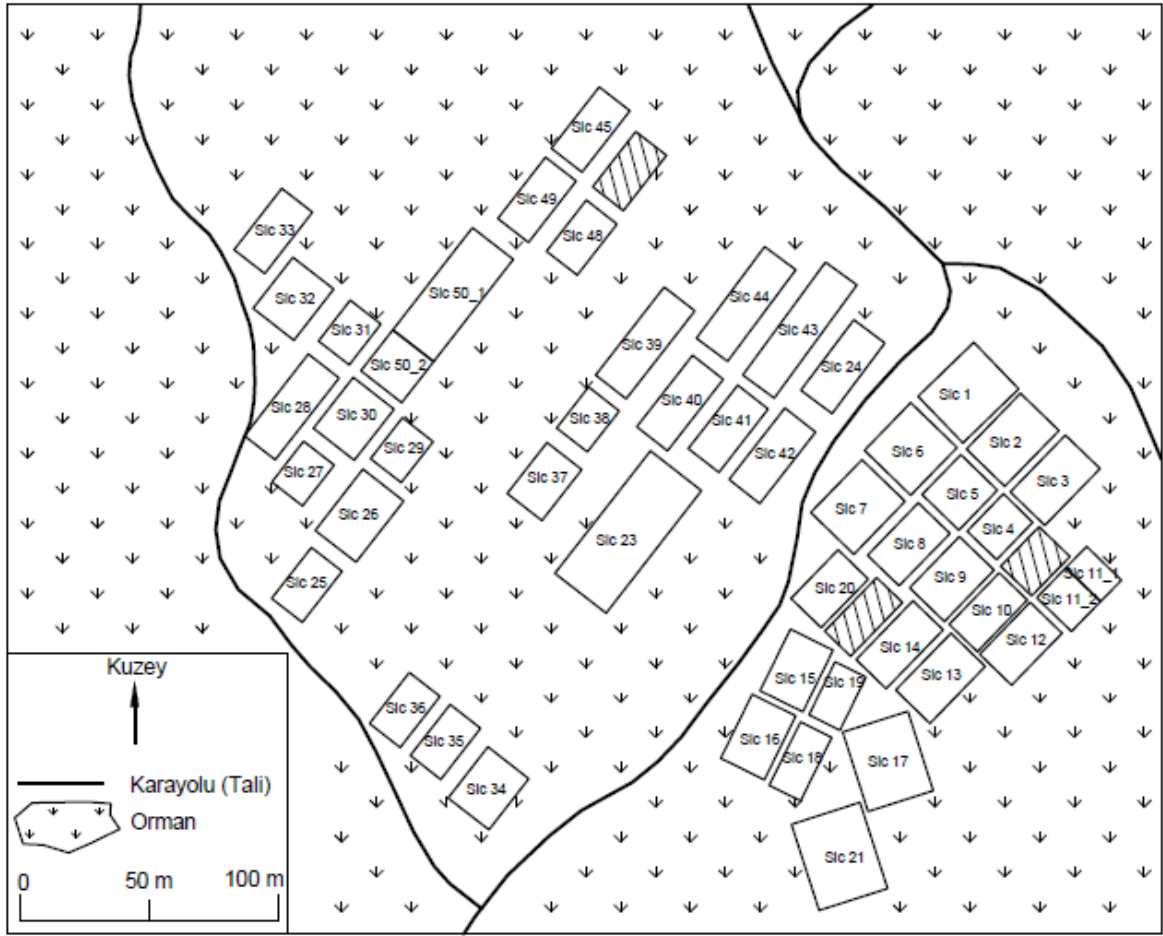 Slc 45
Slc 49
Slc 48
Slc 33
Slc 32
Slc 50_1
Slc 31
Slc 50_2
Slc 44
Slc 43
Slc 39
Slc 24
Slc 28
Slc 30
Slc 29
Slc 27
Slc 40
Slc 38
Slc 41
Slc 42
Slc 37
Slc 26
Slc 23
Slc 25
Slc 1
Slc 2
Slc 6
Slc 3
Slc 5
Slc 7
Slc 4
Slc 8
Slc 9
Slc 11_1
Slc 20
Slc 11_2
Slc 10
Slc 12
Slc 14
Slc 13
Slc 15
Slc 19
Slc 16
Slc 18
Slc 17
Slc 21
Slc 36
Slc 35
Slc 34
Kuzey
Karayolu (Tali)
Orman
0 50 m 100 m